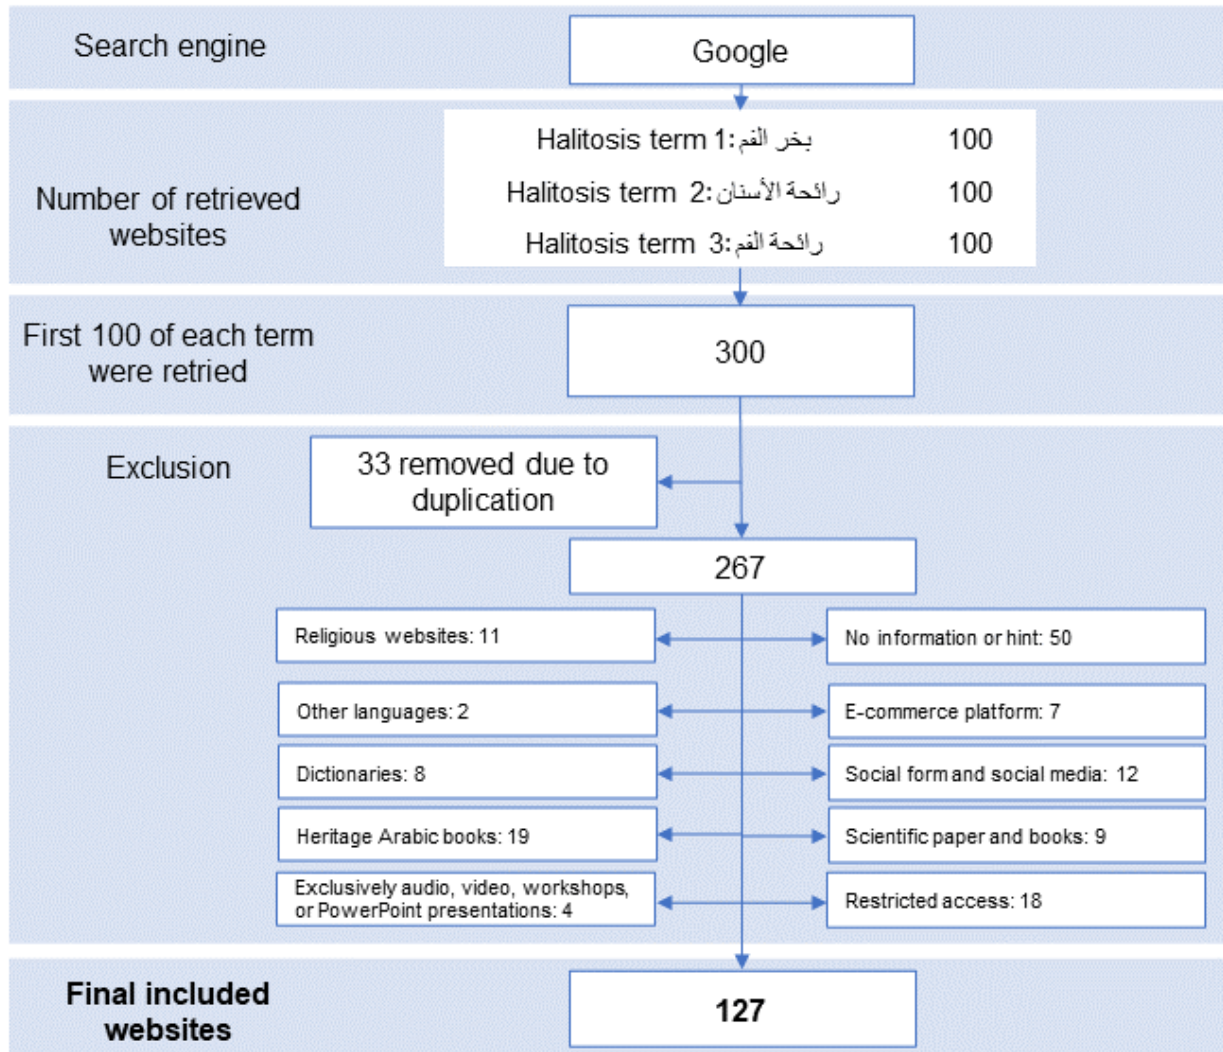 Search engine
Google
Number of retrieved
websites
Halitosis term 1:بخر الفم 100
Halitosis term 2:رائحة الأسنان 100
Halitosis term 3:رائحة الفم 100
First 100 of each term
were retried
300
Exclusion
33 removed due to
duplication
267
Religious websites: 11
No information or hint: 50
Other languages: 2
E-commerce platform: 7
Dictionaries: 8
Social form and social media: 12
Heritage Arabic books: 19
Scientific paper and books: 9
Exclusively audio, video, workshops,
or PowerPoint presentations: 4
Restricted access: 18
Final included
websites
127